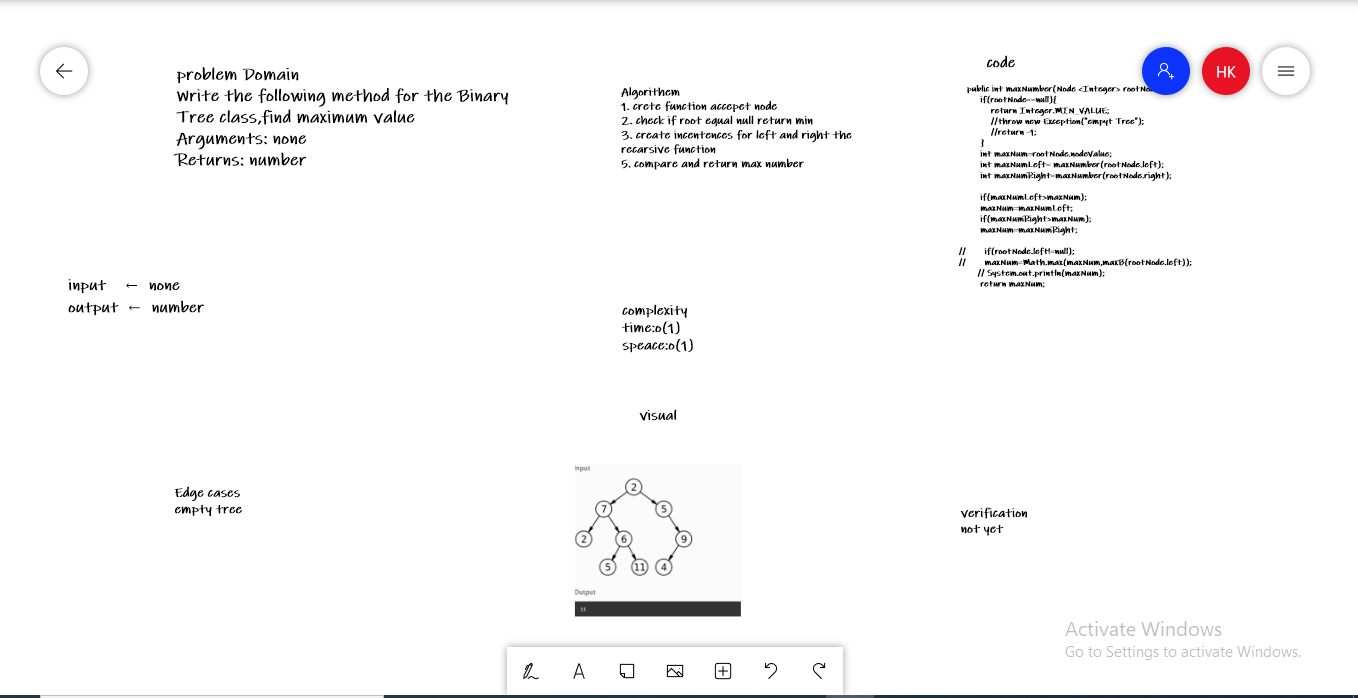 problem Domain
Write the following method for the Binary
Tree class,find maximum value
Arguments: none
Returns: number
input ← none
output ← number
Edge cases
empty tree
Algorithem
1. crete function accepet node
2. check if root equal null return min
3. create incentences for left and right the
recarsive function
5. compare and return max number
complexity
time:o(1)
speace:o(1)
visual
Input
2
7 5
2 6 9
5 11 4
Output
11
code
public int maxNumber(Node <Integer> rootNo
if(rootNode==null){
return Integer.MIN_VALUE;
//throw new Exception("empyt Tree");
//return -1;
}
int maxNum=rootNode.nodeValue;
int maxNumLeft= maxNumber(rootNode.left);
int maxNumRight=maxNumber(rootNode.right);
if(maxNumLeft>maxNum);
maxNum=maxNumLeft;
if(maxNumRight>maxNum);
maxNum=maxNumRight;
// if(rootNode.left!=null);
// maxNum=Math.max(maxNum,maxB(rootNode.left));
// System.out.println(maxNum);
return maxNum;
HK
verification
not yet
Activate Windows
Go to Settings to activate Windows.
A